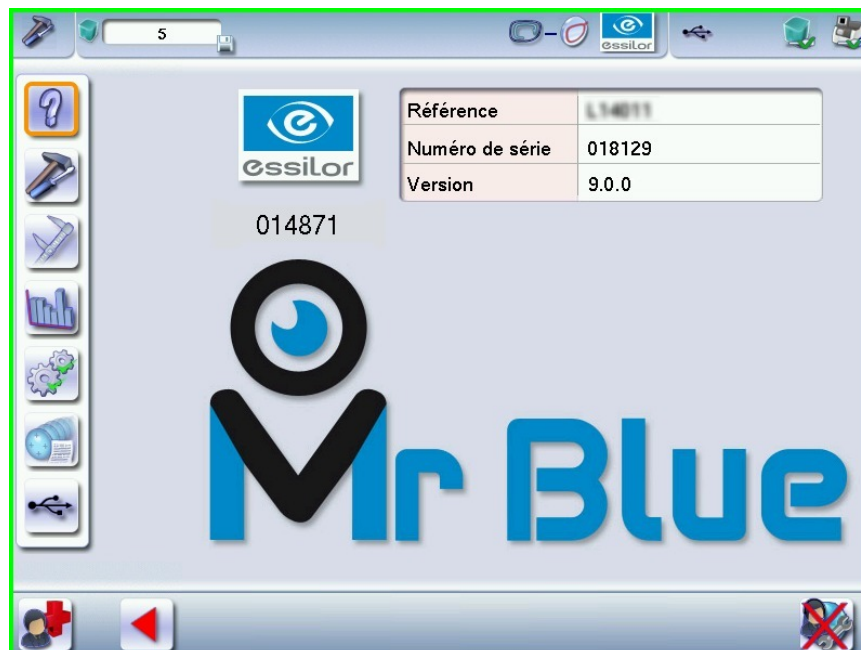 5
essilor
essilor
Référence
Numéro de série 018129
Version 9.0.0
014871
Mr Blue